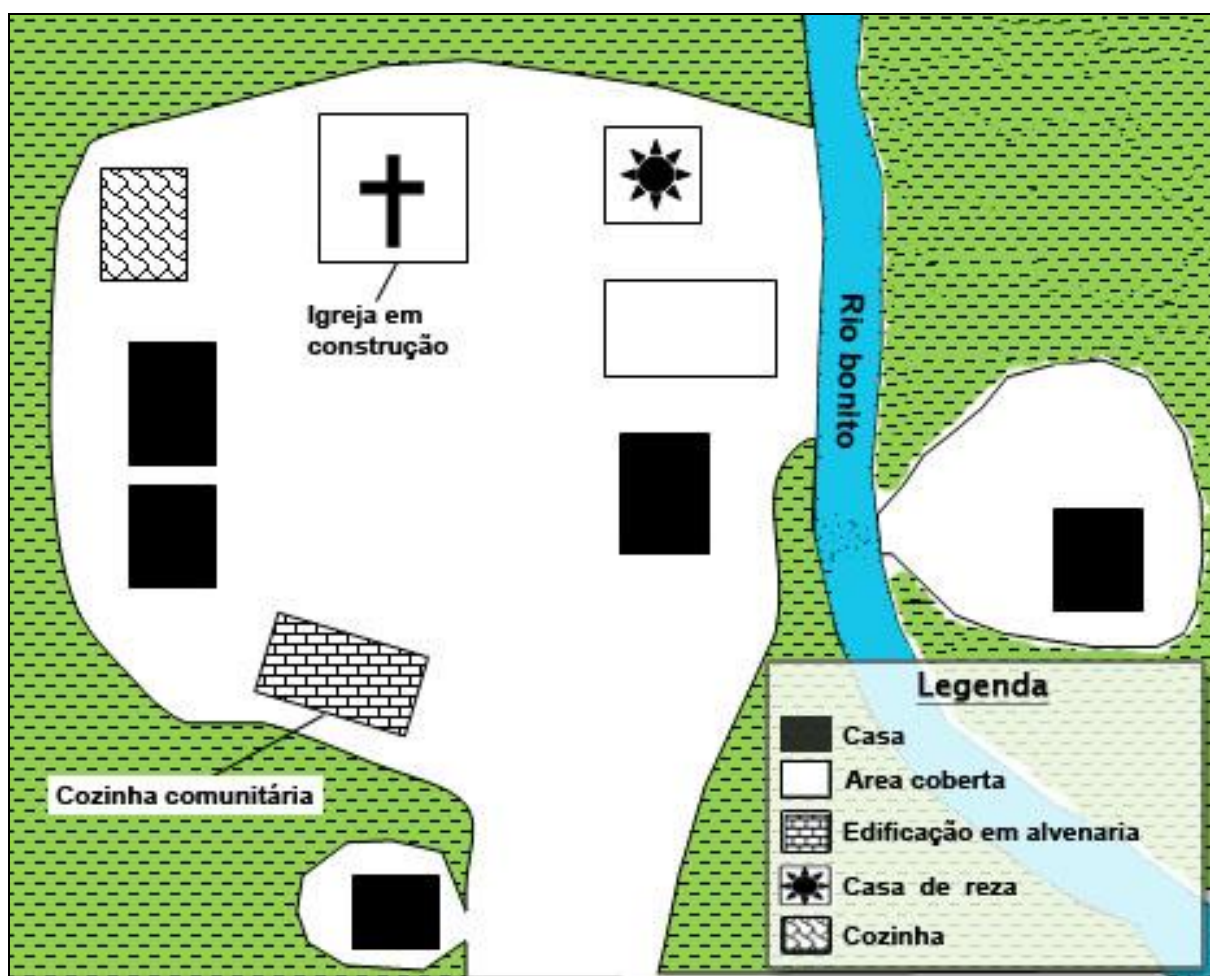 Igreja em
construção
Rio bonito
Cozinha comunitária
Legenda
Casa
Area coberta
Edificação em alvenaria
Casa de reza
Cozinha